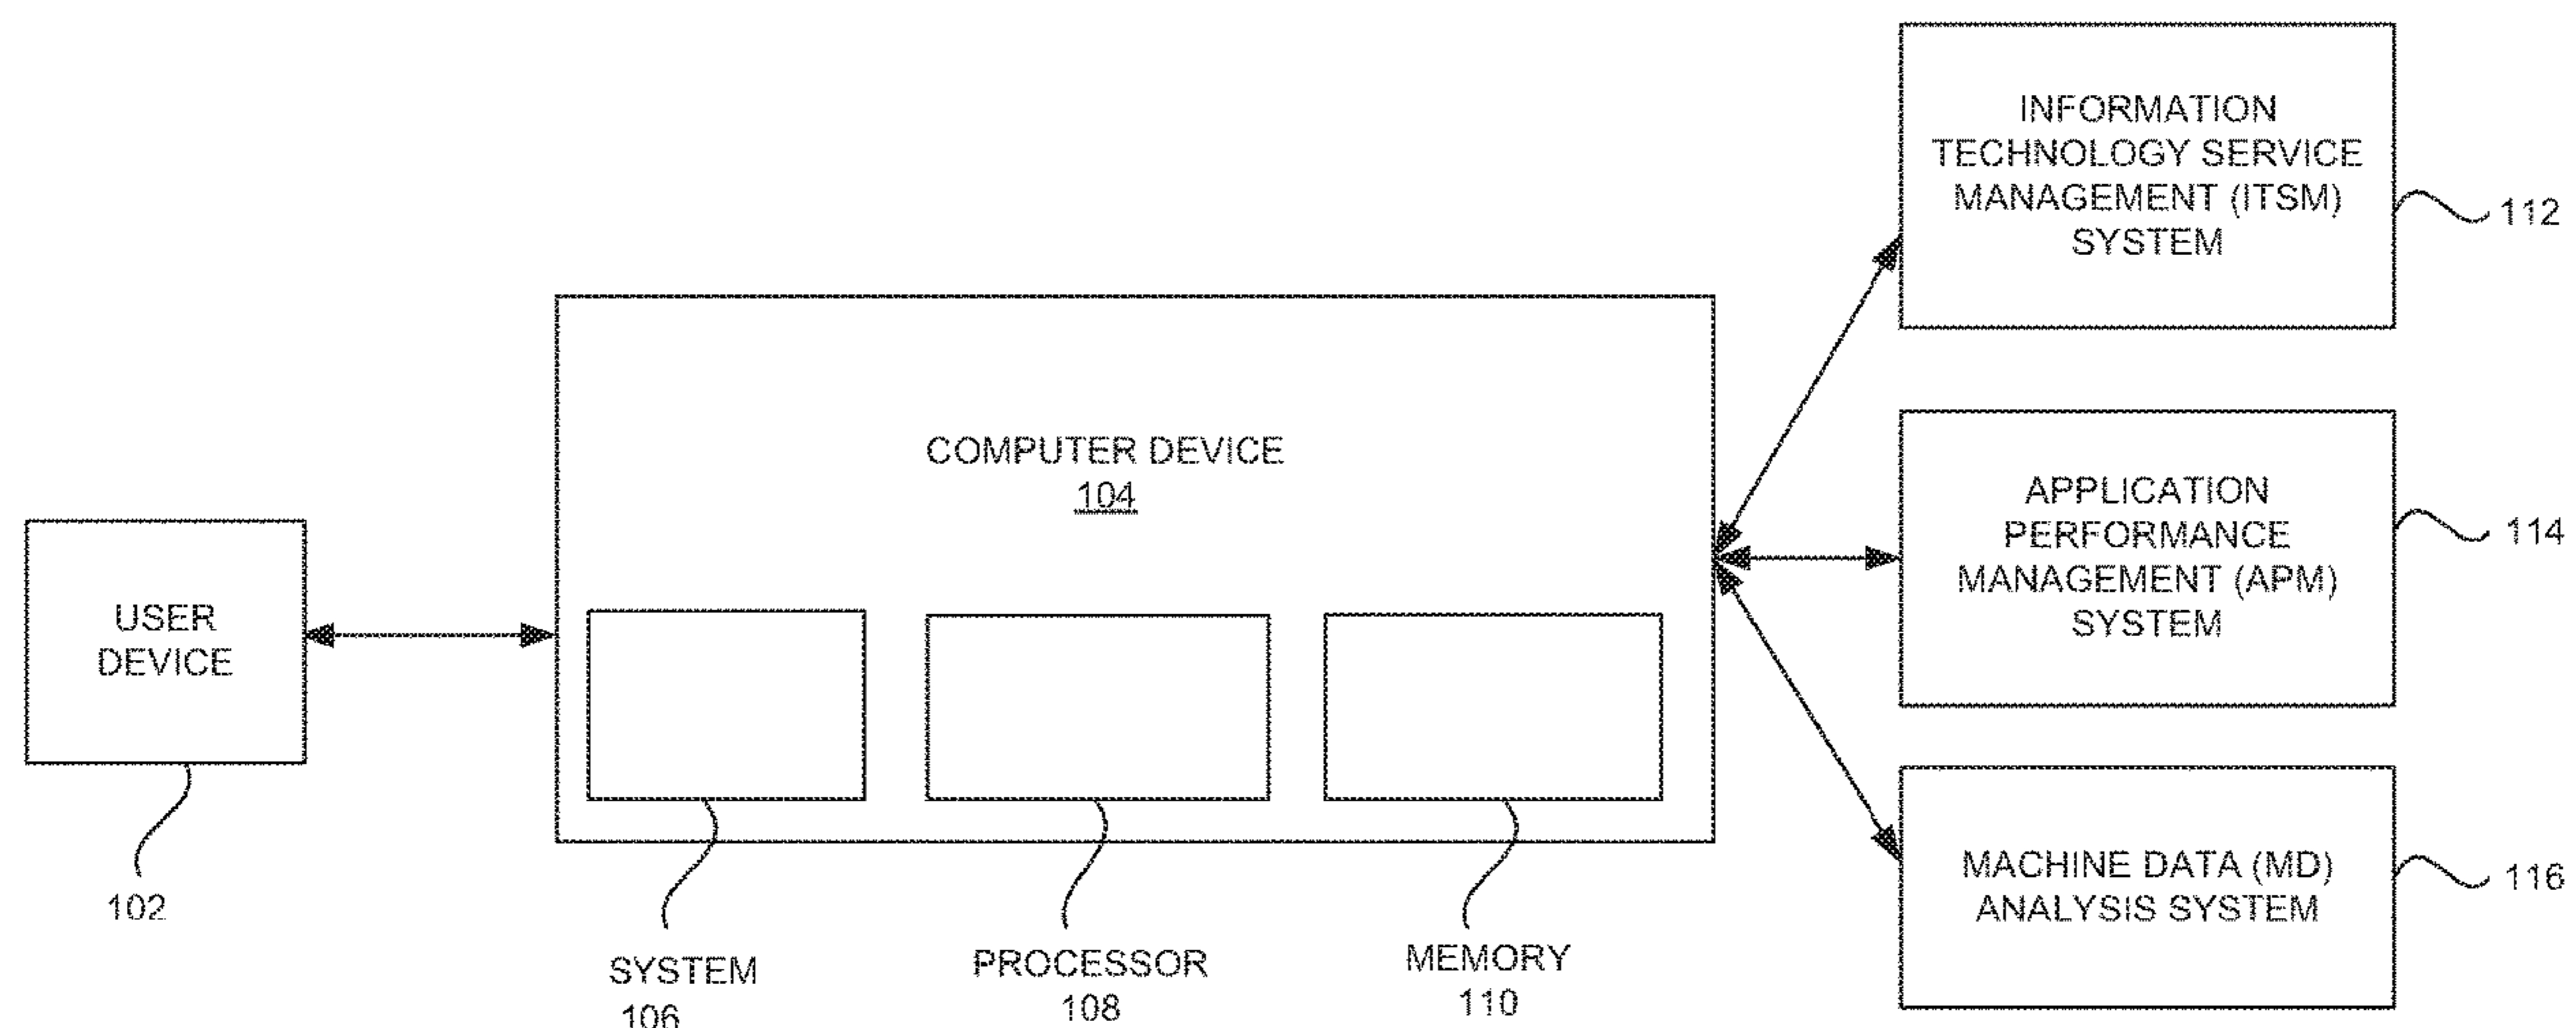 USER
DEVICE
102
COMPUTER DEVICE
104
SYSTEM
106
PROCESSOR
108
MEMORY
110
INFORMATION
TECHNOLOGY SERVICE
MANAGEMENT (ITSM)
SYSTEM
112
APPLICATION
PERFORMANCE
MANAGEMENT (APM)
SYSTEM
114
MACHINE DATA (MD)
ANALYSIS SYSTEM
116